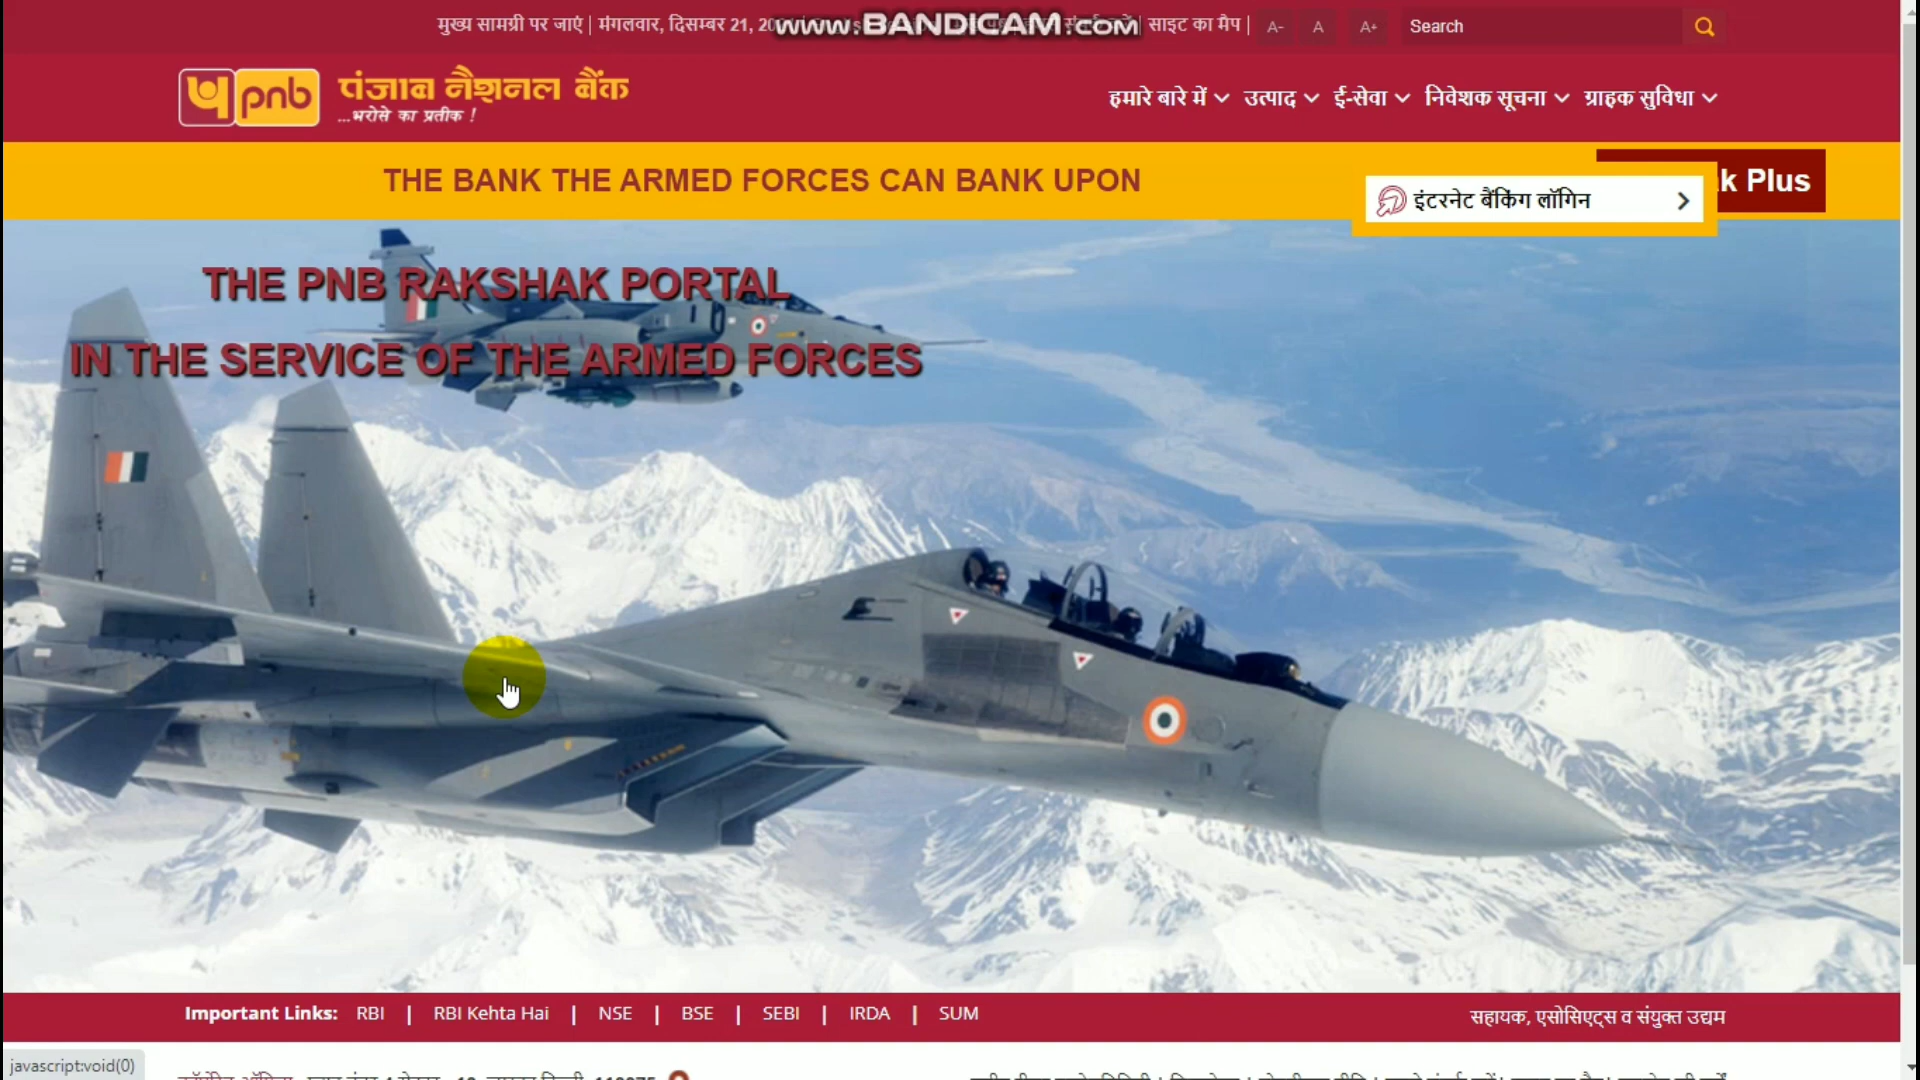 मुख्य सामग्री पर जाएं | मंगलवार, दिसम्बर 21, साइट का मैप | A- A A+ Search
www.BANDICAM.com
pnb पंजाब नैशनल बैंक
...भरोसे का प्रतीक !
हमारे बारे में उत्पाद ई-सेवा निवेशक सूचना ग्राहक सुविधा
THE BANK THE ARMED FORCES CAN BANK UPON
Plus
इंटरनेट बैंकिंग लॉगिन
THE PNB RAKSHAK PORTAL
IN THE SERVICE OF THE ARMED FORCES
Important Links: RBI | RBI Kehta Hai | NSE | BSE | SEBI | IRDA | SUM
सहायक, एसोसिएट्स व संयुक्त उद्यम
javascript:void(0)